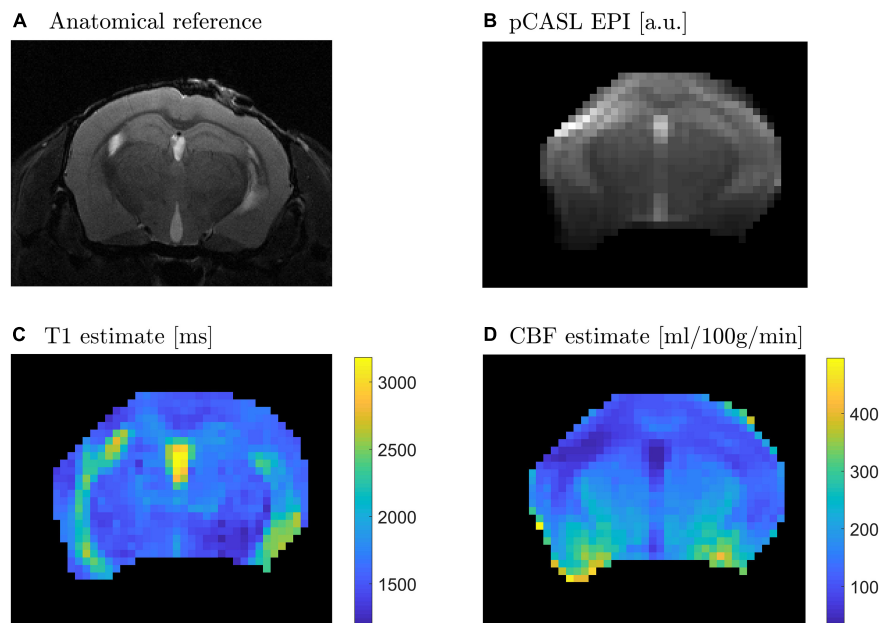 A Anatomical reference
B pCASL EPI [a.u.]
C T1 estimate [ms]
3000
2500
2000
1500
D CBF estimate [ml/100g/min]
400
300
200
100